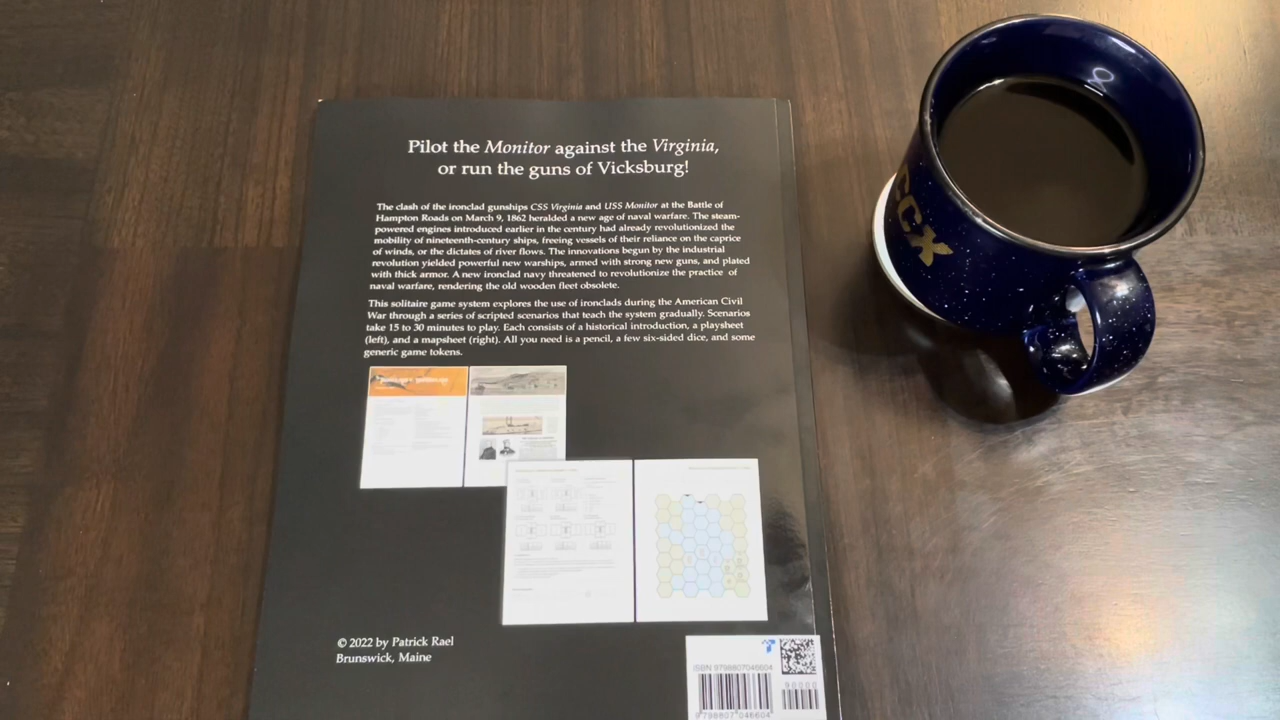 Pilot the Monitor against the Virginia,
or run the guns of Vicksburg!
The clash of the ironclad gunships CSS Virginia and USS Monitor at the Battle of
Hampton Roads on March 9, 1862 heralded a new age of naval warfare. The steam-
powered engines introduced earlier in the century had already revolutionized the
mobility of nineteenth-century ships, freeing vessels of their reliance on the caprice
of winds, or the dictates of river flows. The innovations begun by the industrial
revolution yielded powerful new warships, armed with strong new guns, and plated
with thick armor. A new ironclad navy threatened to revolutionize the practice of
naval warfare, rendering the old wooden fleet obsolete.
This solitaire game system explores the use of ironclads during the American Civil
War through a series of scripted scenarios that teach the system gradually. Scenarios
take 15 to 30 minutes to play. Each consists of a historical introduction, a playsheet
(left), and a mapsheet (right). All you need is a pencil, a few six-sided dice, and some
generic game tokens.
© 2022 by Patrick Rael
Brunswick, Maine
ISBN 9798807046604
90000
9798807046604
CCX